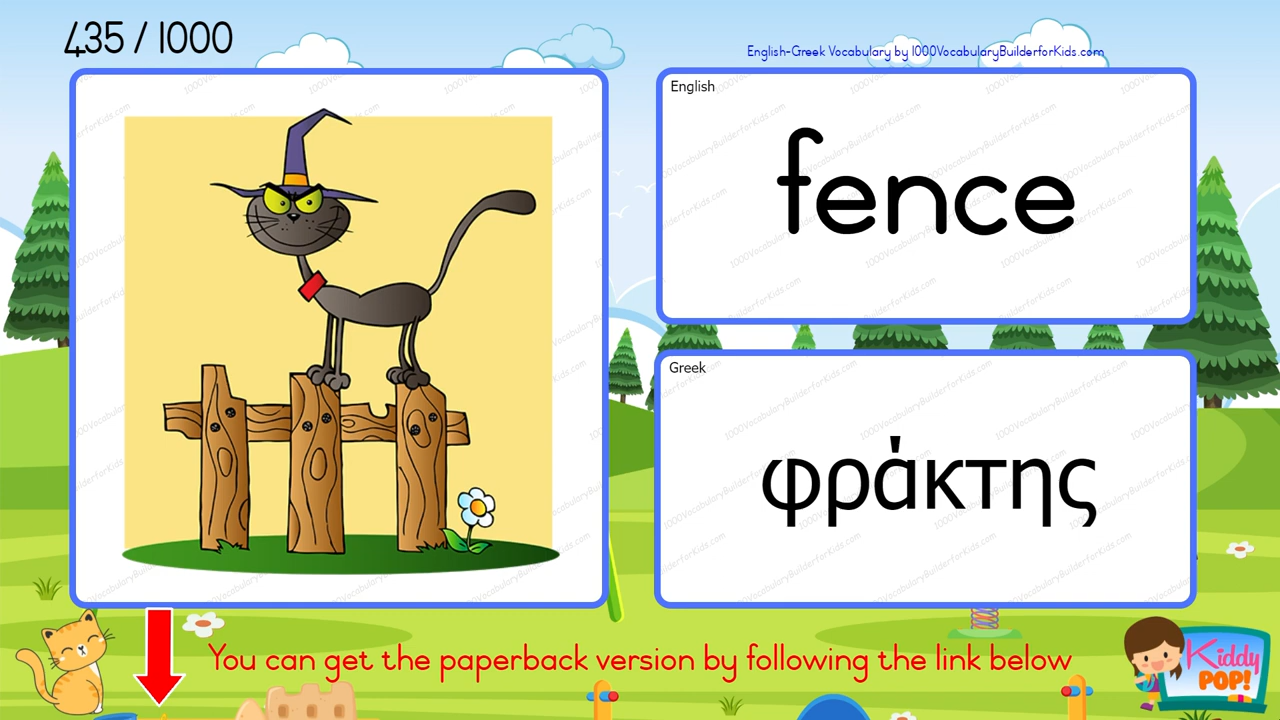 435 / 1000
English-Greek Vocabulary by 1000VocabularyBuilderforKids.com
English
fence
Greek
φράκτης
You can get the paperback version by following the link below
Kiddy
POP!